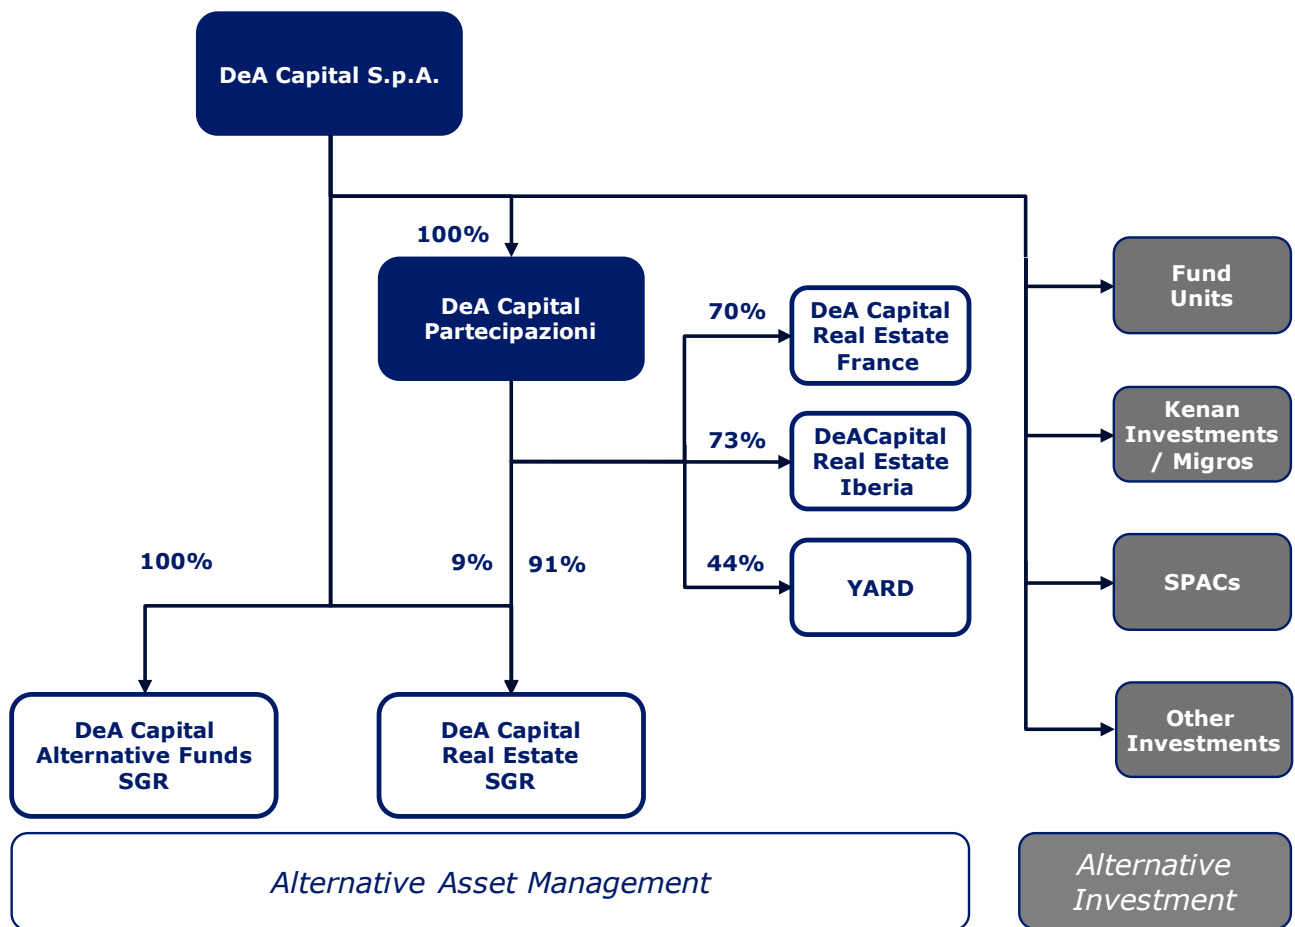 DeA Capital S.p.A.
100%
DeA Capital
Partecipazioni
70%
DeA Capital
Real Estate
France
73%
DeACapital
Real Estate
Iberia
44%
YARD
100%
9%
91%
DeA Capital
Alternative Funds
SGR
DeA Capital
Real Estate
SGR
Fund
Units
Kenan
Investments
/ Migros
SPACs
Other
Investments
Alternative Asset Management
Alternative
Investment